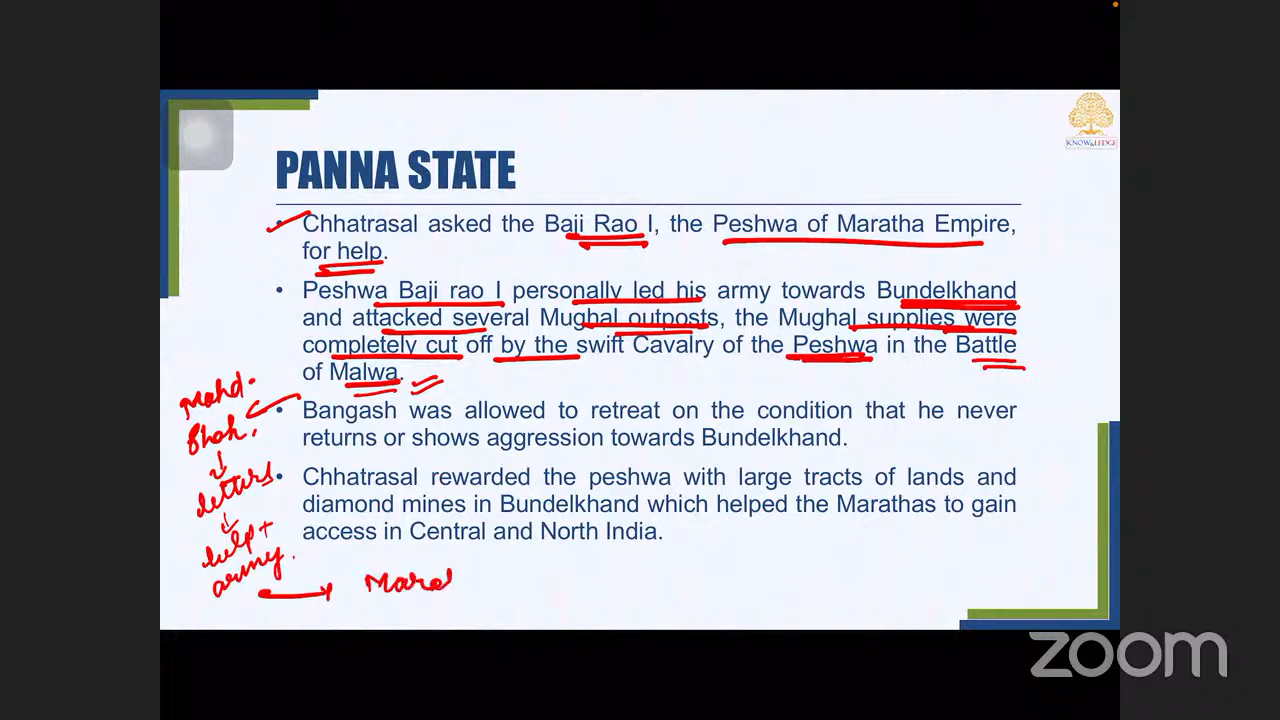 KNOWLEDGE
PANNA STATE
• Chhatrasal asked the Baji Rao I, the Peshwa of Maratha Empire,
for help.
• Peshwa Baji rao I personally led his army towards Bundelkhand
and attacked several Mughal outposts, the Mughal supplies were
completely cut off by the swift Cavalry of the Peshwa in the Battle
of Malwa.
• Bangash was allowed to retreat on the condition that he never
returns or shows aggression towards Bundelkhand.
• Chhatrasal rewarded the peshwa with large tracts of lands and
diamond mines in Bundelkhand which helped the Marathas to gain
access in Central and North India.
Mohd.
Shah.
letters
help +
army.
zoom